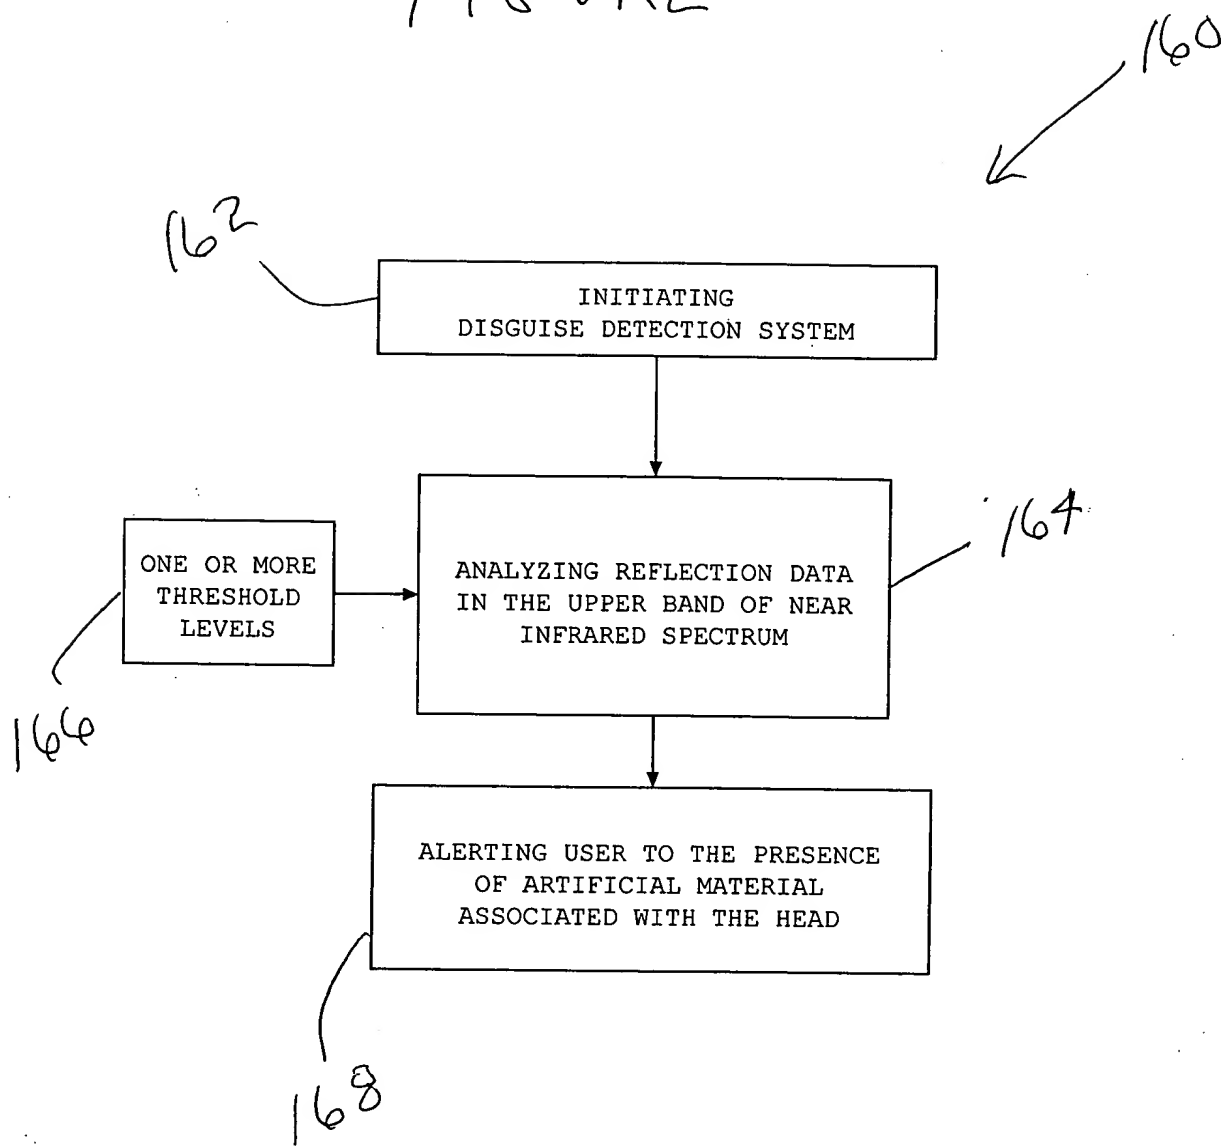 160
162
INITIATING
DISGUISE DETECTION SYSTEM
164
ONE OR MORE
THRESHOLD
LEVELS
ANALYZING REFLECTION DATA
IN THE UPPER BAND OF NEAR
INFRARED SPECTRUM
166
ALERTING USER TO THE PRESENCE
OF ARTIFICIAL MATERIAL
ASSOCIATED WITH THE HEAD
168